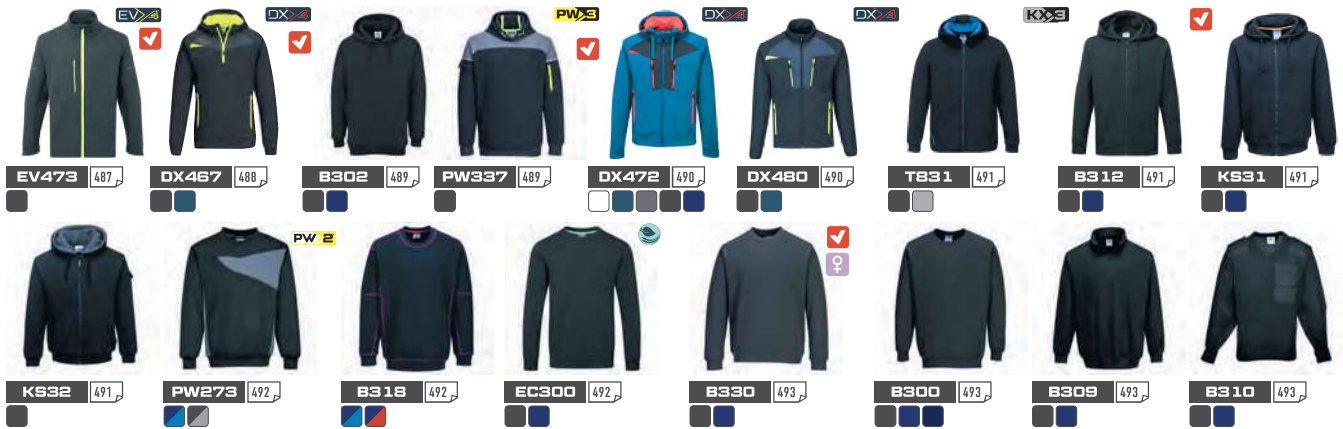 EV4
DX4
PW3
DX4
DX4
KX3
EV473 487
DX467 488
B302 489
PW337 489
DX472 490
DX480 490
T831 491
B312 491
KS31 491
PW2
KS32 491
PW273 492
B318 492
EC300 492
B330 493
B300 493
B309 493
B310 493